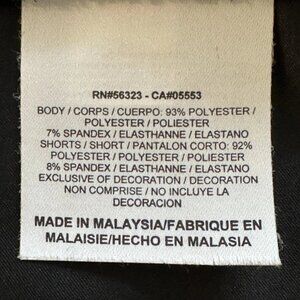 RN#56323 - CA#05553
BODY / CORPS / CUERPO: 93% POLYESTER /
POLYESTER / POLIESTER
7% SPANDEX / ELASTHANNE / ELASTANO
SHORTS / SHORT / PANTALON CORTO: 92%
POLYESTER / POLYESTER / POLIESTER
8% SPANDEX / ELASTHANNE / ELASTANO
EXCLUSIVE OF DECORATION / DECORATION
NON COMPRISE / NO INCLUYE LA
DECORACION
MADE IN MALAYSIA/FABRIQUE EN
MALAISIE/HECHO EN MALASIA